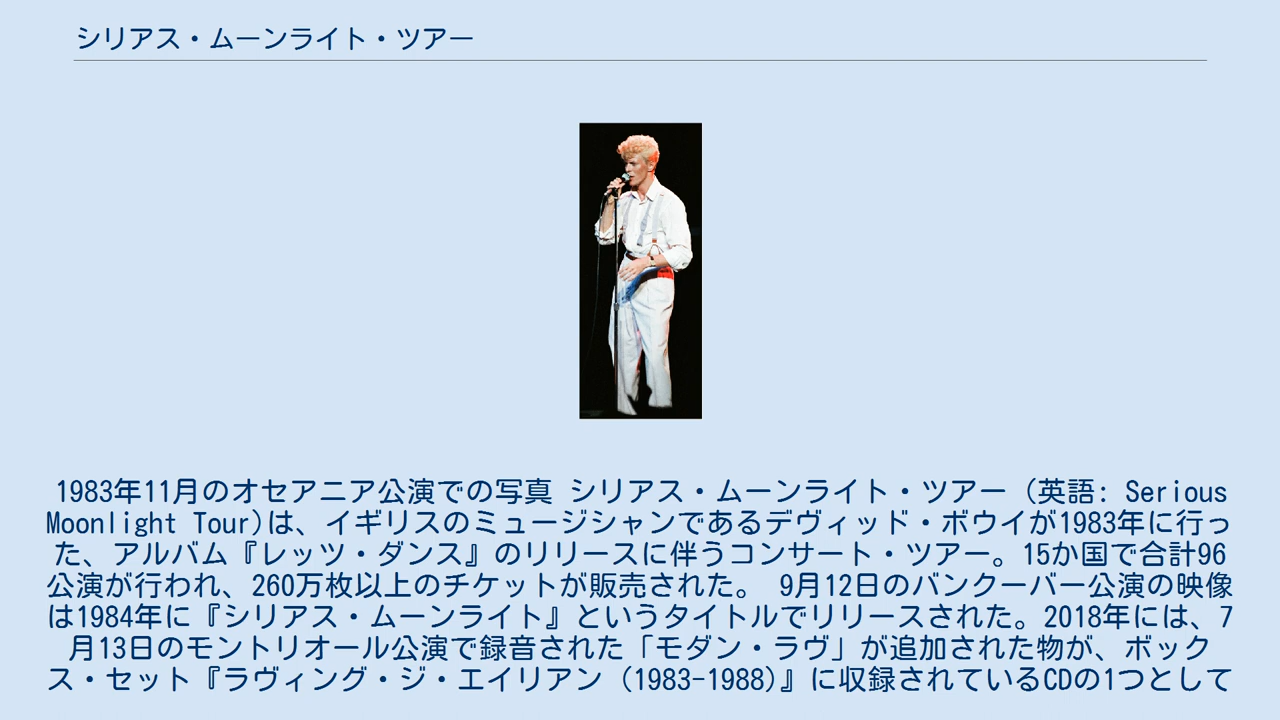 シリアス・ムーンライト・ツアー
1983年11月のオセアニア公演での写真 シリアス・ムーンライト・ツアー (英語: Serious
Moonlight Tour)は、イギリスのミュージシャンであるデヴィッド・ボウイが1983年に行っ
た、アルバム『レッツ・ダンス』のリリースに伴うコンサート・ツアー。15か国で合計96
公演が行われ、260万枚以上のチケットが販売された。 9月12日のバンクーバー公演の映像
は1984年に『シリアス・ムーンライト』というタイトルでリリースされた。2018年には、7
月13日のモントリオール公演で録音された「モダン・ラヴ」が追加された物が、ボック
ス・セット『ラヴィング・ジ・エイリアン (1983-1988)』に収録されているCDの1つとして